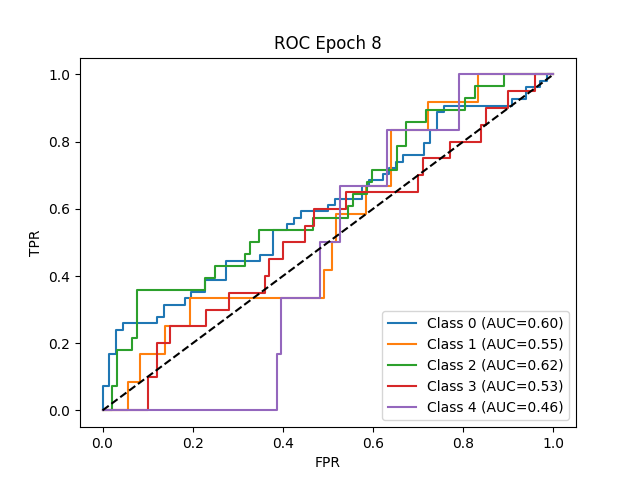 ROC Epoch 8
TPR
1.0
0.8
0.6
0.4
0.2
0.0
Class 0 (AUC=0.60)
Class 1 (AUC=0.55)
Class 2 (AUC=0.62)
Class 3 (AUC=0.53)
Class 4 (AUC=0.46)
0.0 0.2 0.4 0.6 0.8 1.0
FPR